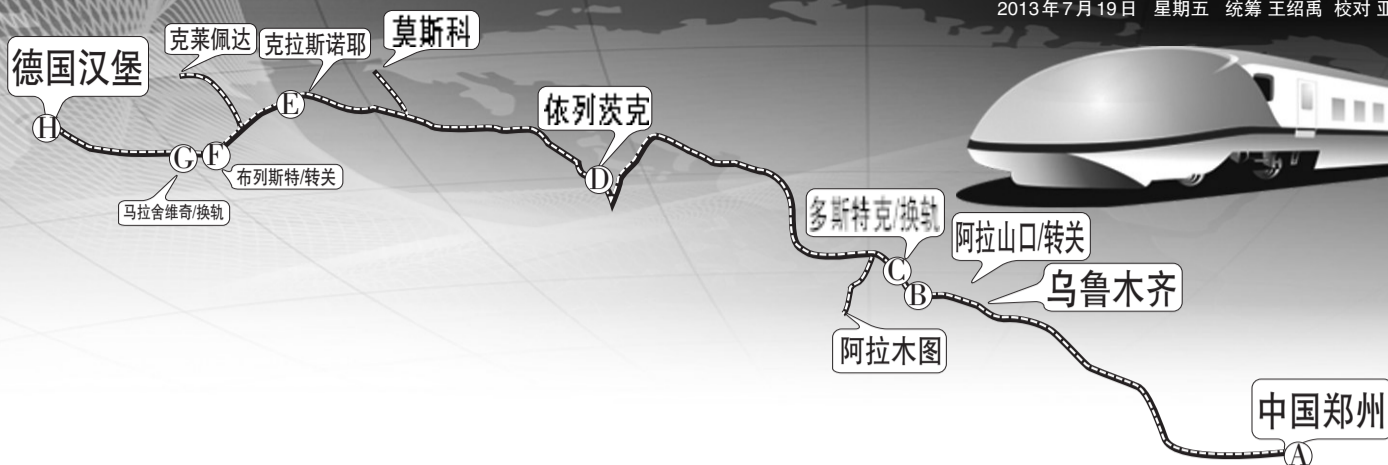 2013年7月19日 星期五 统筹 王绍禹 校对 亚
克莱佩达
克拉斯诺耶
莫斯科
德国汉堡
E
依列茨克
H
G
F
布列斯特/转关
D
马拉舍维奇/换轨
多斯特克/换轨
阿拉山口/转关
C
B
乌鲁木齐
阿拉木图
中国郑州
A